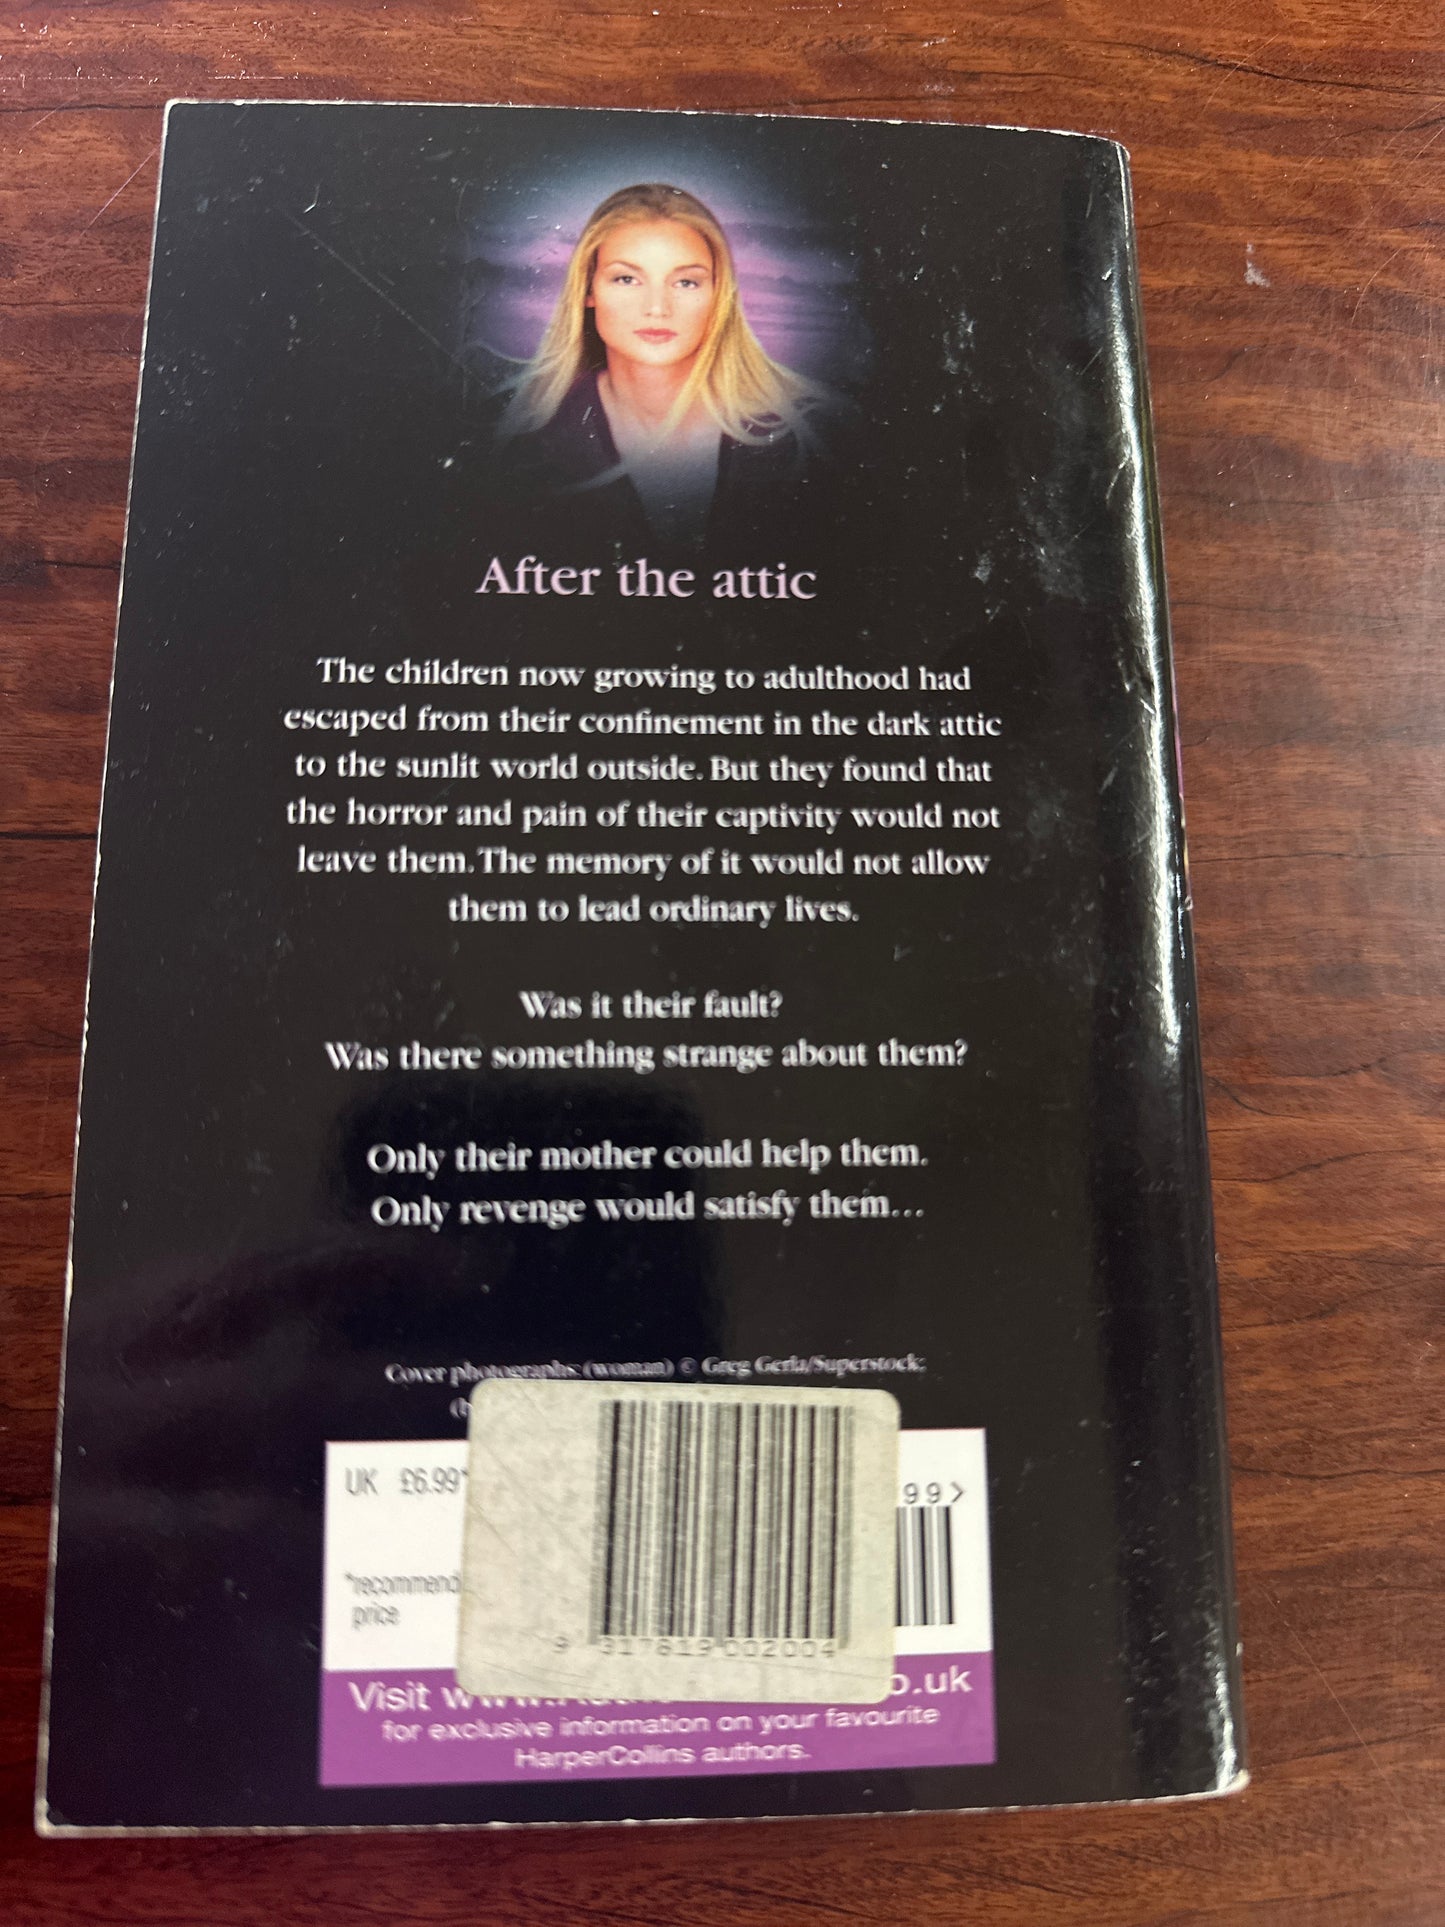 After the attic
The children now growing to adulthood had
escaped from their confinement in the dark attic
to the sunlit world outside. But they found that
the horror and pain of their captivity would not
leave them. The memory of it would not allow
them to lead ordinary lives.
Was it their fault?
Was there something strange about them?
Only their mother could help them.
Only revenge would satisfy them...
Cover photographs: (woman) © Greg Gerla/Superstock;
UK £6.99*
99>
*recommend
price
9 317819 002004
Visit
o.uk
for exclusive information on your favourite
HarperCollins authors.